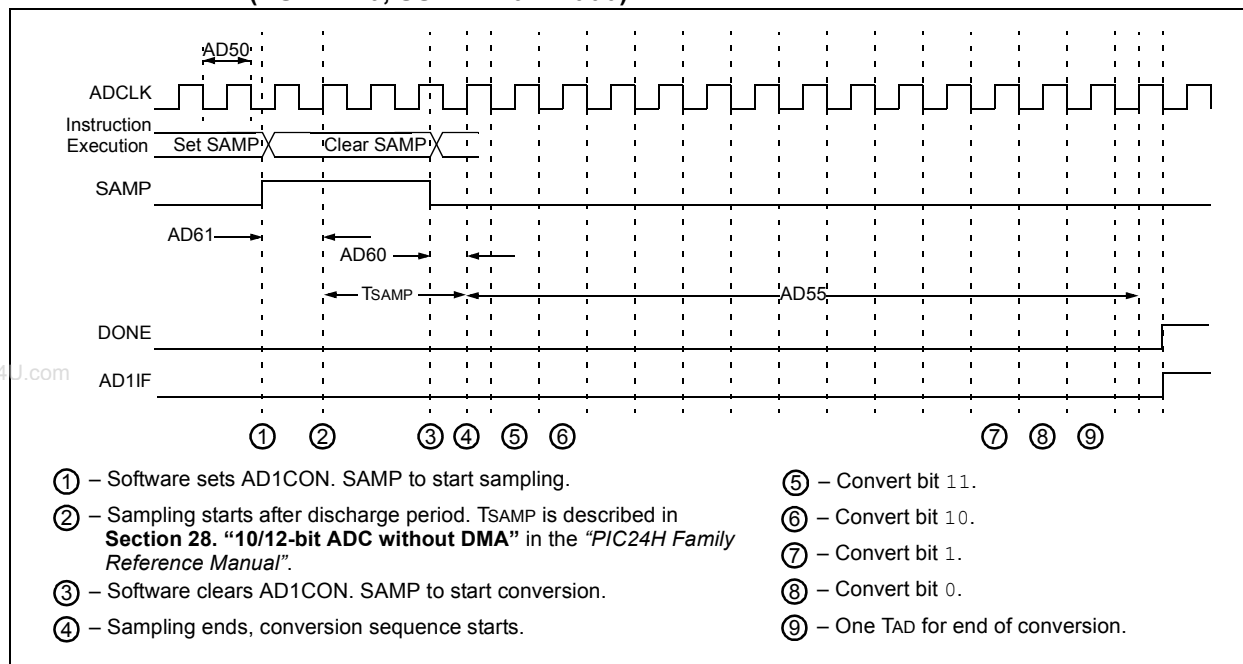 AD50
ADCLK
Instruction
Execution
Set SAMP
Clear SAMP
SAMP
AD61
AD60
TSAMP
AD55
DONE
4U.com
AD1IF
1 2 3 4 5 6 7 8 9
1 – Software sets AD1CON. SAMP to start sampling.
2 – Sampling starts after discharge period. TSAMP is described in
Section 28. “10/12-bit ADC without DMA” in the “PIC24H Family
Reference Manual”.
3 – Software clears AD1CON. SAMP to start conversion.
4 – Sampling ends, conversion sequence starts.
5 – Convert bit 11.
6 – Convert bit 10.
7 – Convert bit 1.
8 – Convert bit 0.
9 – One TAD for end of conversion.